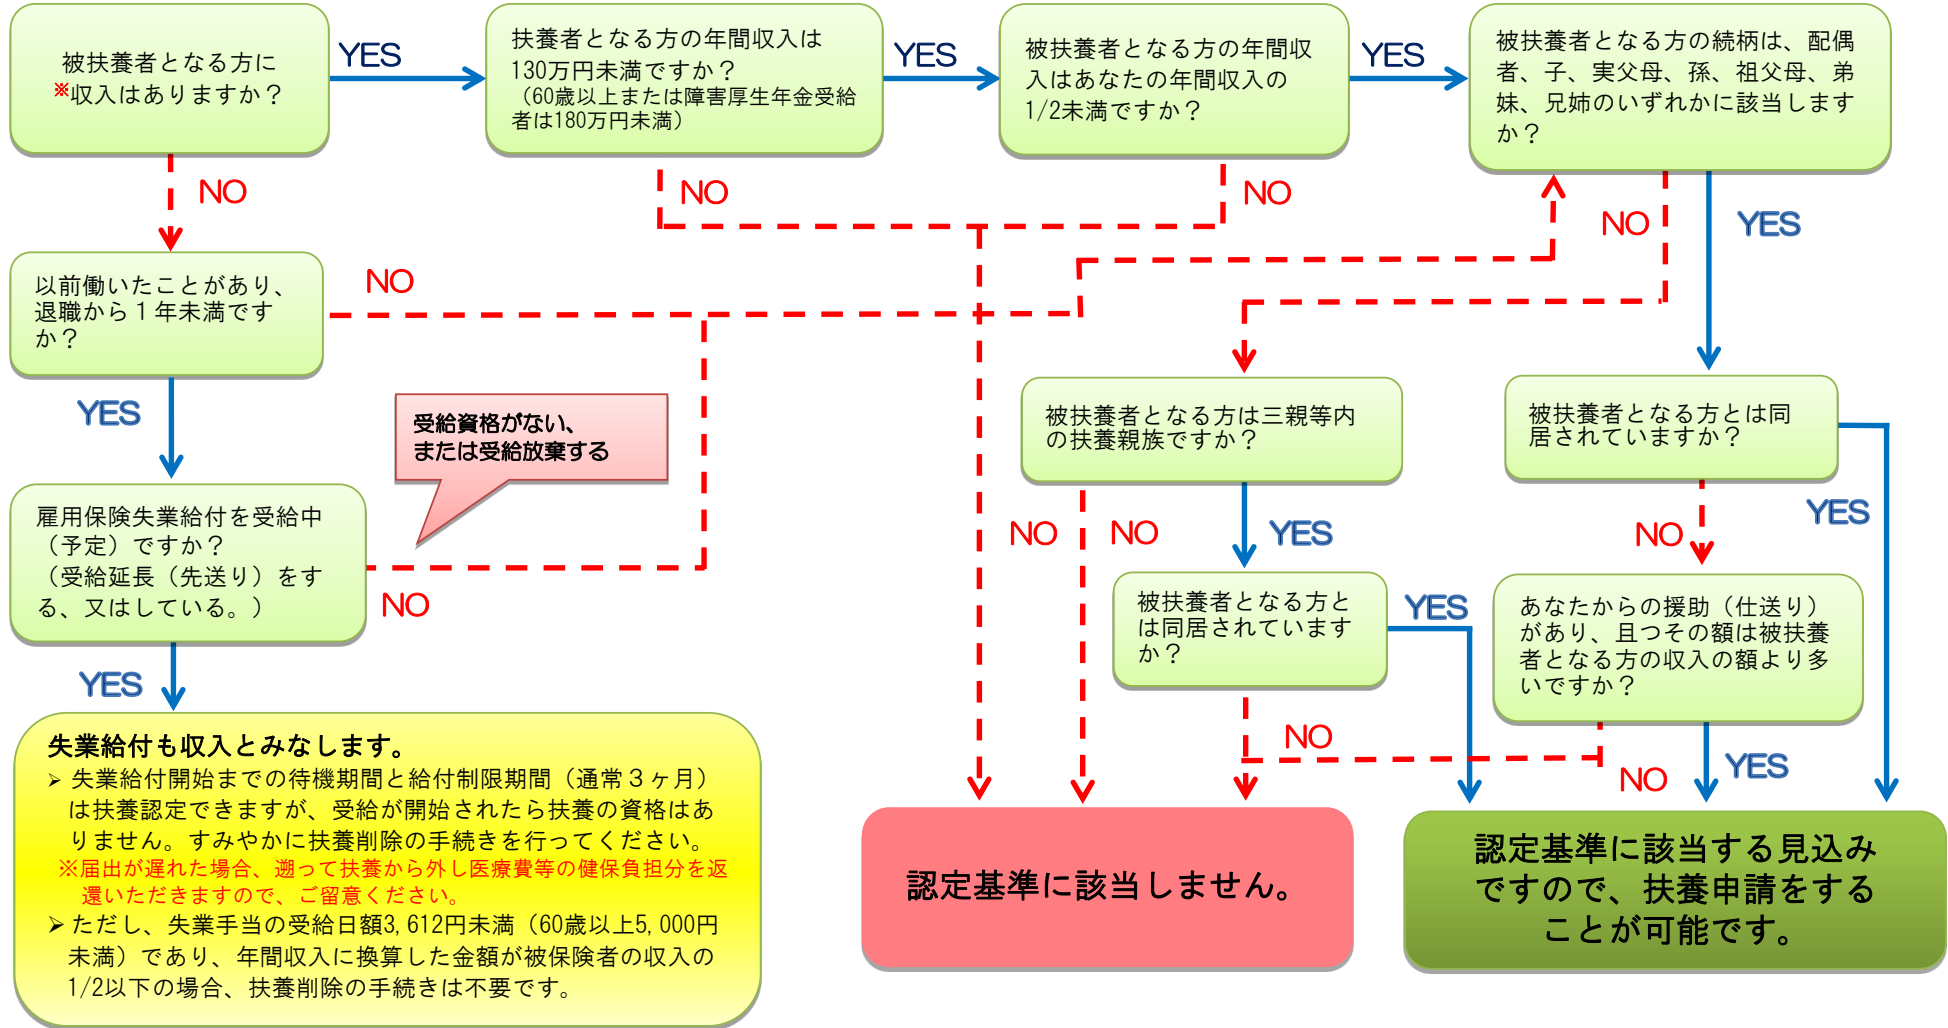 被扶養者となる方に
※収入はありますか？
YES
扶養者となる方の年間収入は
130万円未満ですか？
（60歳以上または障害厚生年金受給
者は180万円未満）
YES
被扶養者となる方の年間収
入はあなたの年間収入の
1/2未満ですか？
YES
被扶養者となる方の続柄は、配偶
者、子、実父母、孫、祖父母、弟
妹、兄姉のいずれかに該当します
か？
NO
NO
NO
NO
YES
以前働いたことがあり、
退職から１年未満です
か？
NO
YES
受給資格がない、
または受給放棄する
被扶養者となる方は三親等内
の扶養親族ですか？
被扶養者となる方とは同
居されていますか？
雇用保険失業給付を受給中
（予定）ですか？
（受給延長（先送り）をす
る、又はしている。）
NO
NO
NO
YES
NO
YES
被扶養者となる方と
は同居されています
か？
YES
あなたからの援助（仕送り）
があり、且つその額は被扶養
者となる方の収入の額より多
いですか？
YES
NO
NO
YES
失業給付も収入とみなします。
➢ 失業給付開始までの待機期間と給付制限期間（通常３ヶ月）
は扶養認定できますが、受給が開始されたら扶養の資格はあ
りません。すみやかに扶養削除の手続きを行ってください。
※届出が遅れた場合、遡って扶養から外し医療費等の健保負担分を返
還いただきますので、ご留意ください。
➢ ただし、失業手当の受給日額3,612円未満（60歳以上5,000円
未満）であり、年間収入に換算した金額が被保険者の収入の
1/2以下の場合、扶養削除の手続きは不要です。
認定基準に該当しません。
認定基準に該当する見込み
ですので、扶養申請をする
ことが可能です。